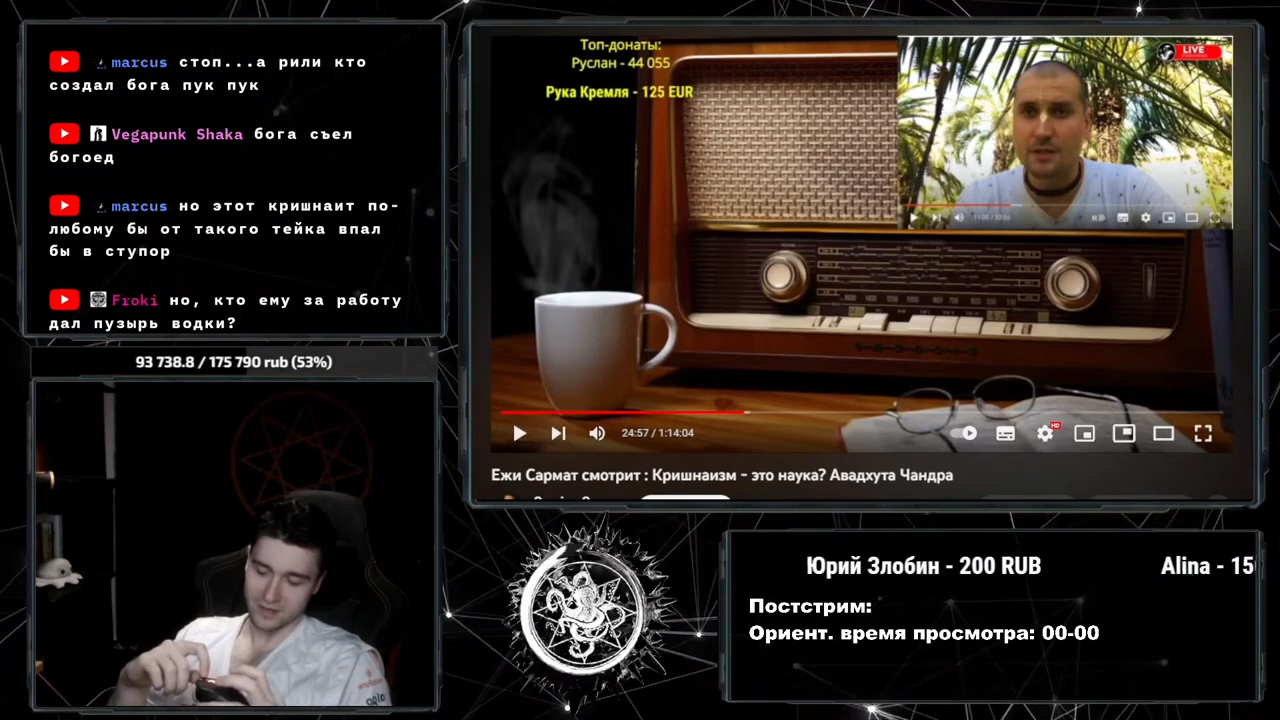 marcus стоп...а рили кто
создал бога пук пук
Vegapunk Shaka бога съел
богоед
marcus но этот кришнаит по-
любому бы от такого тейка впал
бы в ступор
Froki но, кто ему за работу
дал пузырь водки?
93 738.8 / 175 790 rub (53%)
Топ-донаты:
Руслан - 44 055
Рука Кремля - 125 EUR
LIVE
HD
24:57 / 1:14:04
Ежи Сармат смотрит : Кришнаизм - это наука? Авадхута Чандра
Юрий Злобин - 200 RUB
Alina - 15
Постстрим:
Ориент. время просмотра: 00-00